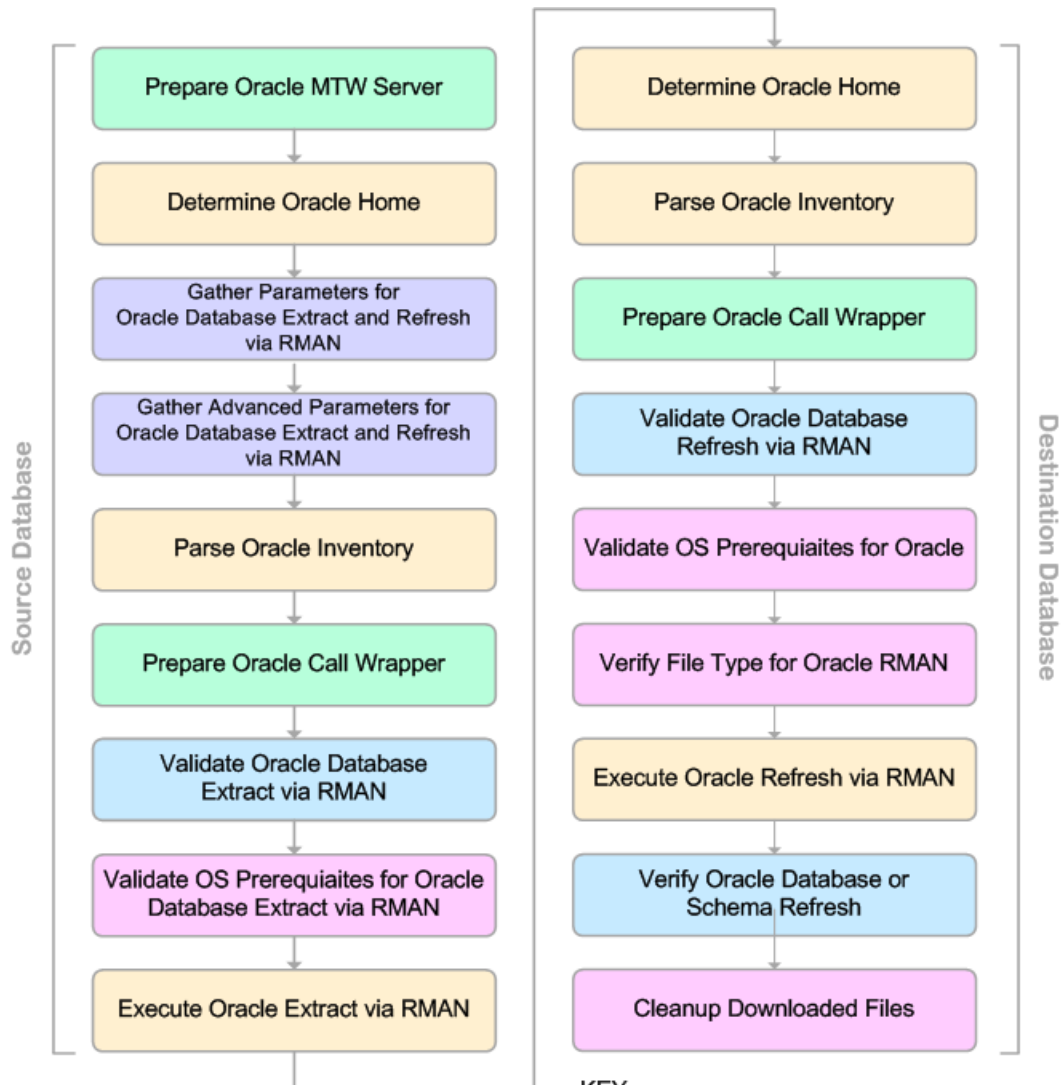 Source Database
Prepare Oracle MTW Server
Determine Oracle Home
Gather Parameters for
Oracle Database Extract and Refresh
via RMAN
Gather Advanced Parameters for
Oracle Database Extract and Refresh
via RMAN
Parse Oracle Inventory
Prepare Oracle Call Wrapper
Validate Oracle Database
Extract via RMAN
Validate OS Prerequiaites for Oracle
Database Extract via RMAN
Execute Oracle Extract via RMAN
Destination Database
Determine Oracle Home
Parse Oracle Inventory
Prepare Oracle Call Wrapper
Validate Oracle Database
Refresh via RMAN
Validate OS Prerequiaites for Oracle
Verify File Type for Oracle RMAN
Execute Oracle Refresh via RMAN
Verify Oracle Database or
Schema Refresh
Cleanup Downloaded Files
KEY